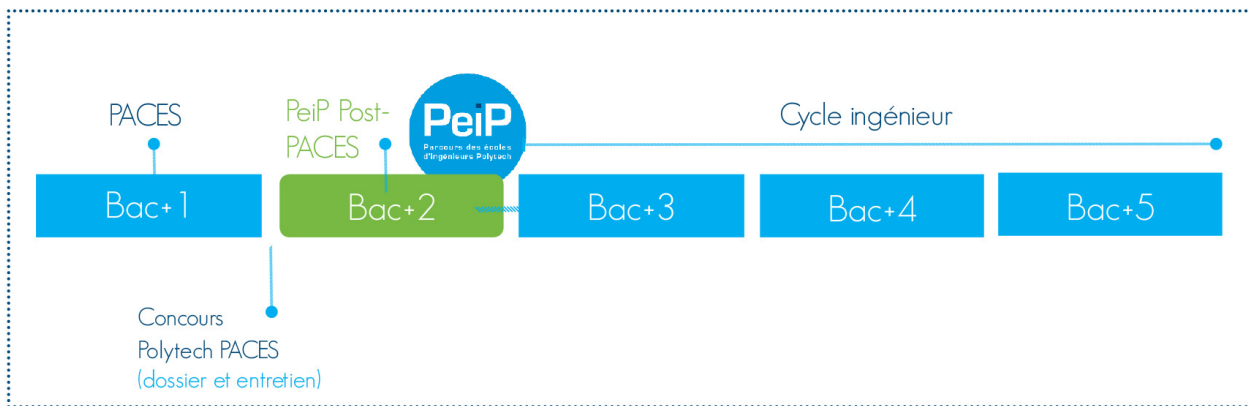 PACES
PeiP Post-
PACES
PeiP
Parcours des écoles
d'ingénieurs Polytech
Cycle ingénieur
Bac+1
Bac+2
Bac+3
Bac+4
Bac+5
Concours
Polytech PACES
(dossier et entretien)